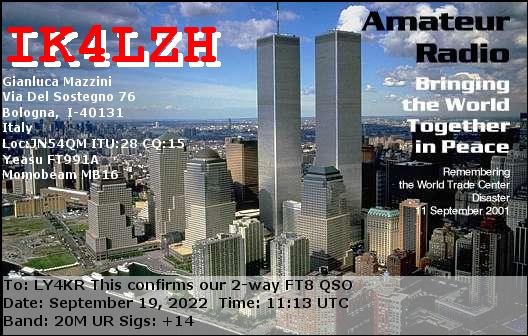 IK4LZH
Gianluca Mazzini
Via Del Sostegno 76
Bologna,  I-40131
Italy
Loc:JN54QM ITU:28 CQ:15
Yeasu FT991A
Momobeam MB16
Amateur
Radio
Bringing
the World
Together
in Peace
Remembering
the World Trade Center
Disaster
11 September 2001
To: LY4KR This confirms our 2-way FT8 QSO
Date: September 19, 2022  Time: 11:13 UTC
Band: 20M UR Sigs: +14